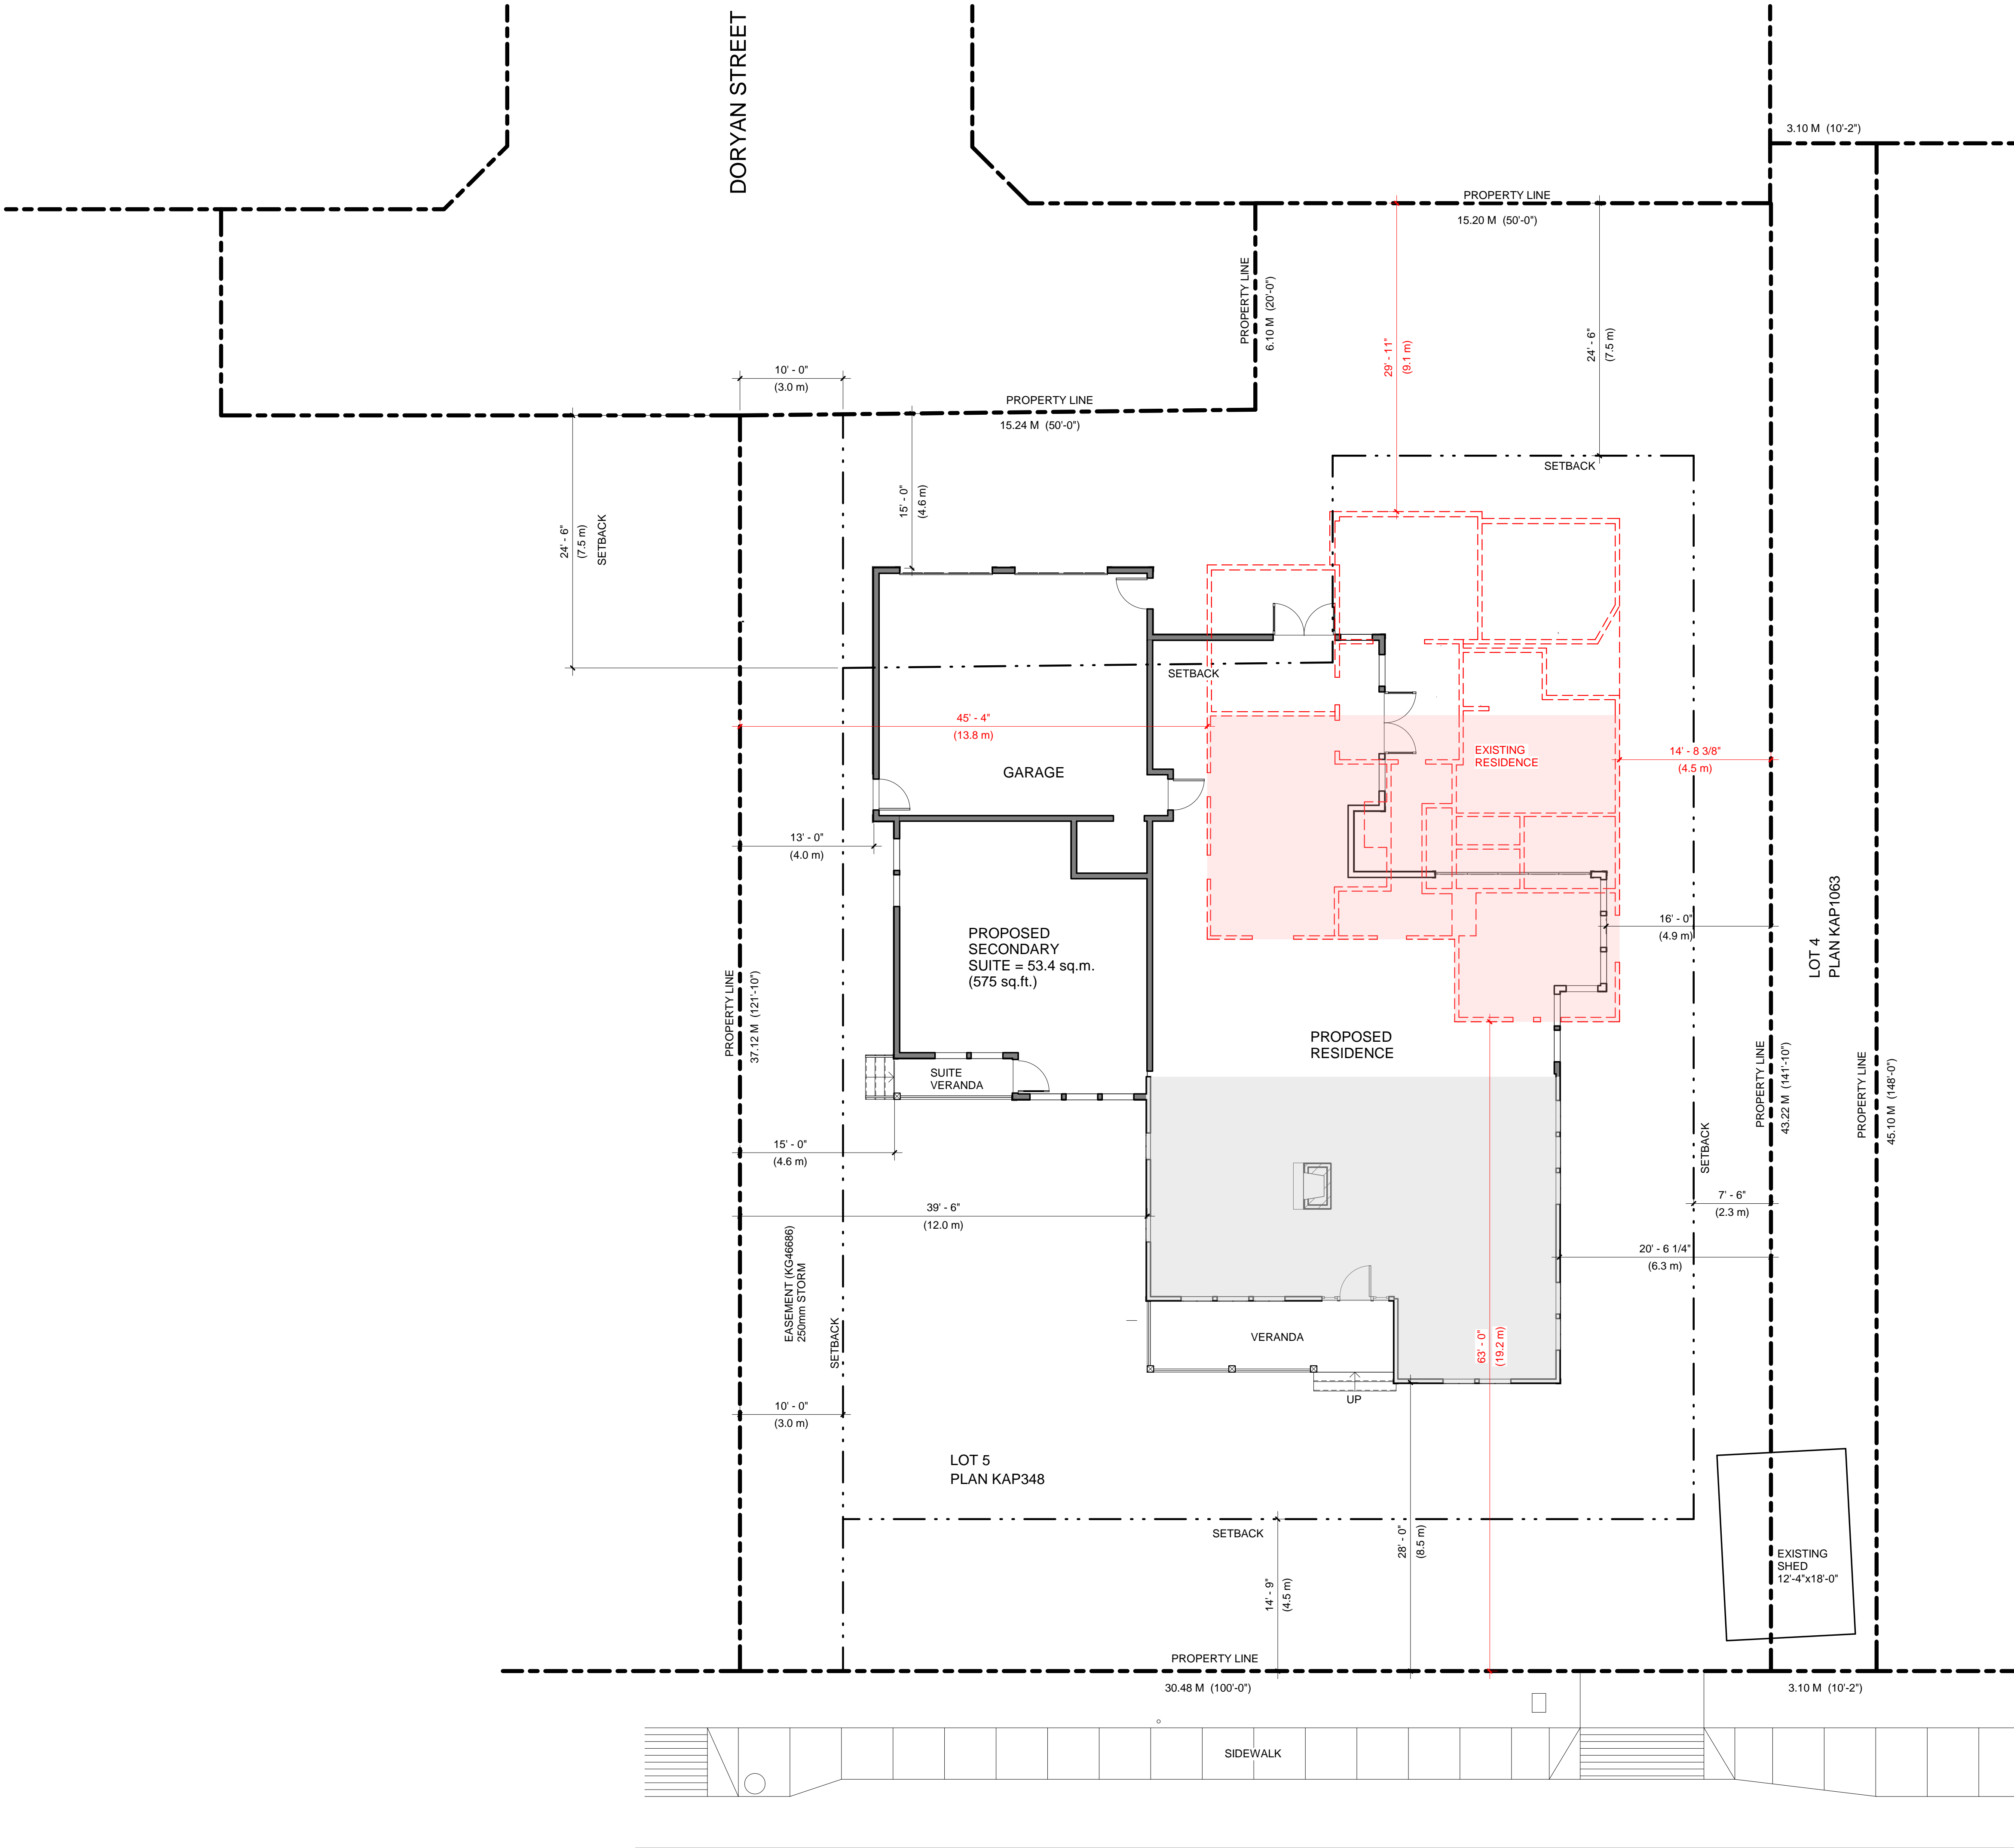 DORYAN STREET
3.10 M (10'-2")
PROPERTY LINE
15.20 M (50'-0")
PROPERTY LINE
6.10 M (20'-0")
29' - 11"
(9.1 m)
24' - 6"
(7.5 m)
10' - 0"
(3.0 m)
PROPERTY LINE
15.24 M (50'-0")
SETBACK
15' - 0"
(4.6 m)
24' - 6"
(7.5 m)
SETBACK
SETBACK
45' - 4"
(13.8 m)
GARAGE
EXISTING
RESIDENCE
14' - 8 3/8"
(4.5 m)
13' - 0"
(4.0 m)
PROPOSED
SECONDARY
SUITE = 53.4 sq.m.
(575 sq.ft.)
16' - 0"
(4.9 m)
LOT 4
PLAN KAP1063
PROPERTY LINE
37.12 M (121'-10")
PROPOSED
RESIDENCE
SUITE
VERANDA
PROPERTY LINE
43.22 M (141'-10")
PROPERTY LINE
45.10 M (148'-0")
15' - 0"
(4.6 m)
SETBACK
39' - 6"
(12.0 m)
7' - 6"
(2.3 m)
20' - 6 1/4"
(6.3 m)
EASEMENT (KG46686)
250mm STORM
SETBACK
VERANDA
63' - 0"
(19.2 m)
UP
10' - 0"
(3.0 m)
LOT 5
PLAN KAP348
SETBACK
28' - 0"
(8.5 m)
14' - 9"
(4.5 m)
EXISTING
SHED
12'-4"x18'-0"
PROPERTY LINE
30.48 M (100'-0")
3.10 M (10'-2")
SIDEWALK